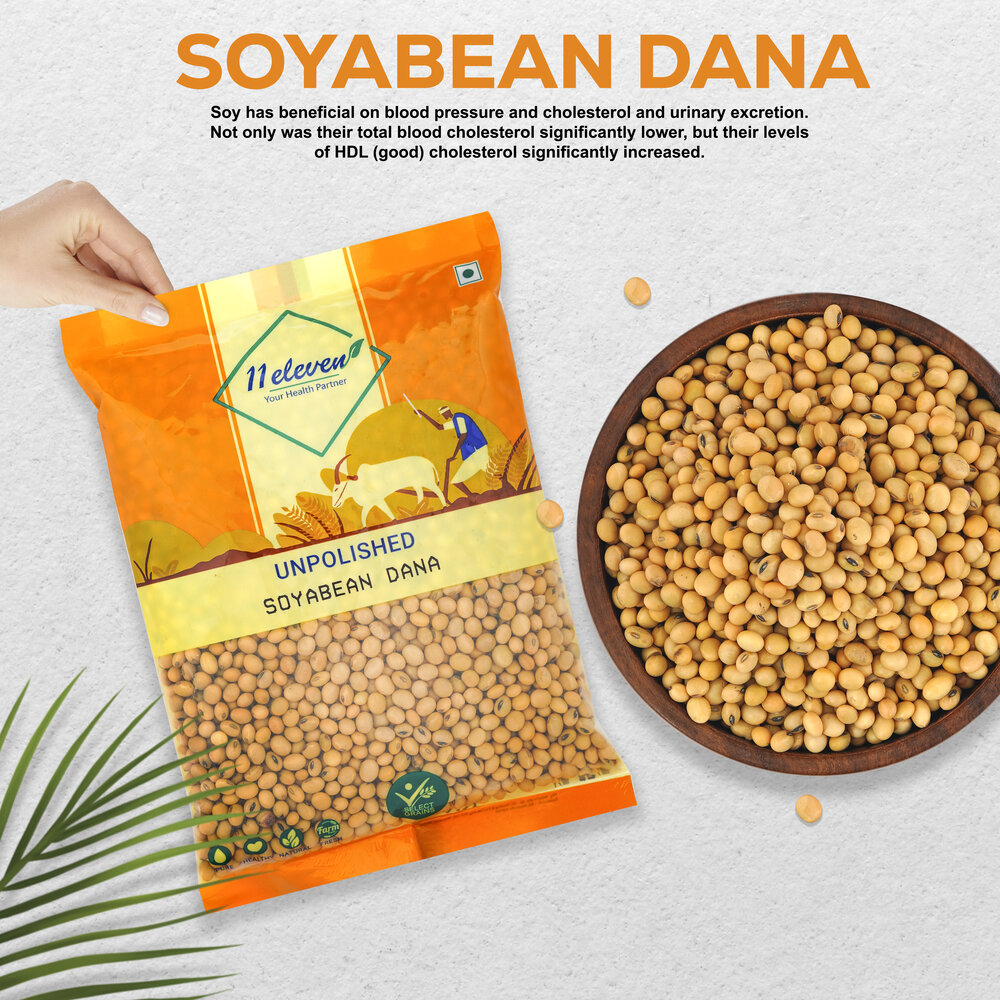 SOYABEAN DANA
Soy has beneficial on blood pressure and cholesterol and urinary excretion.
Not only was their total blood cholesterol significantly lower, but their levels
of HDL (good) cholesterol significantly increased.
11 eleven
Your Health Partner
UNPOLISHED
SOYABEAN DANA
SELECT
GRAINS
PURE HEALTHY NATURAL Farm FRESH